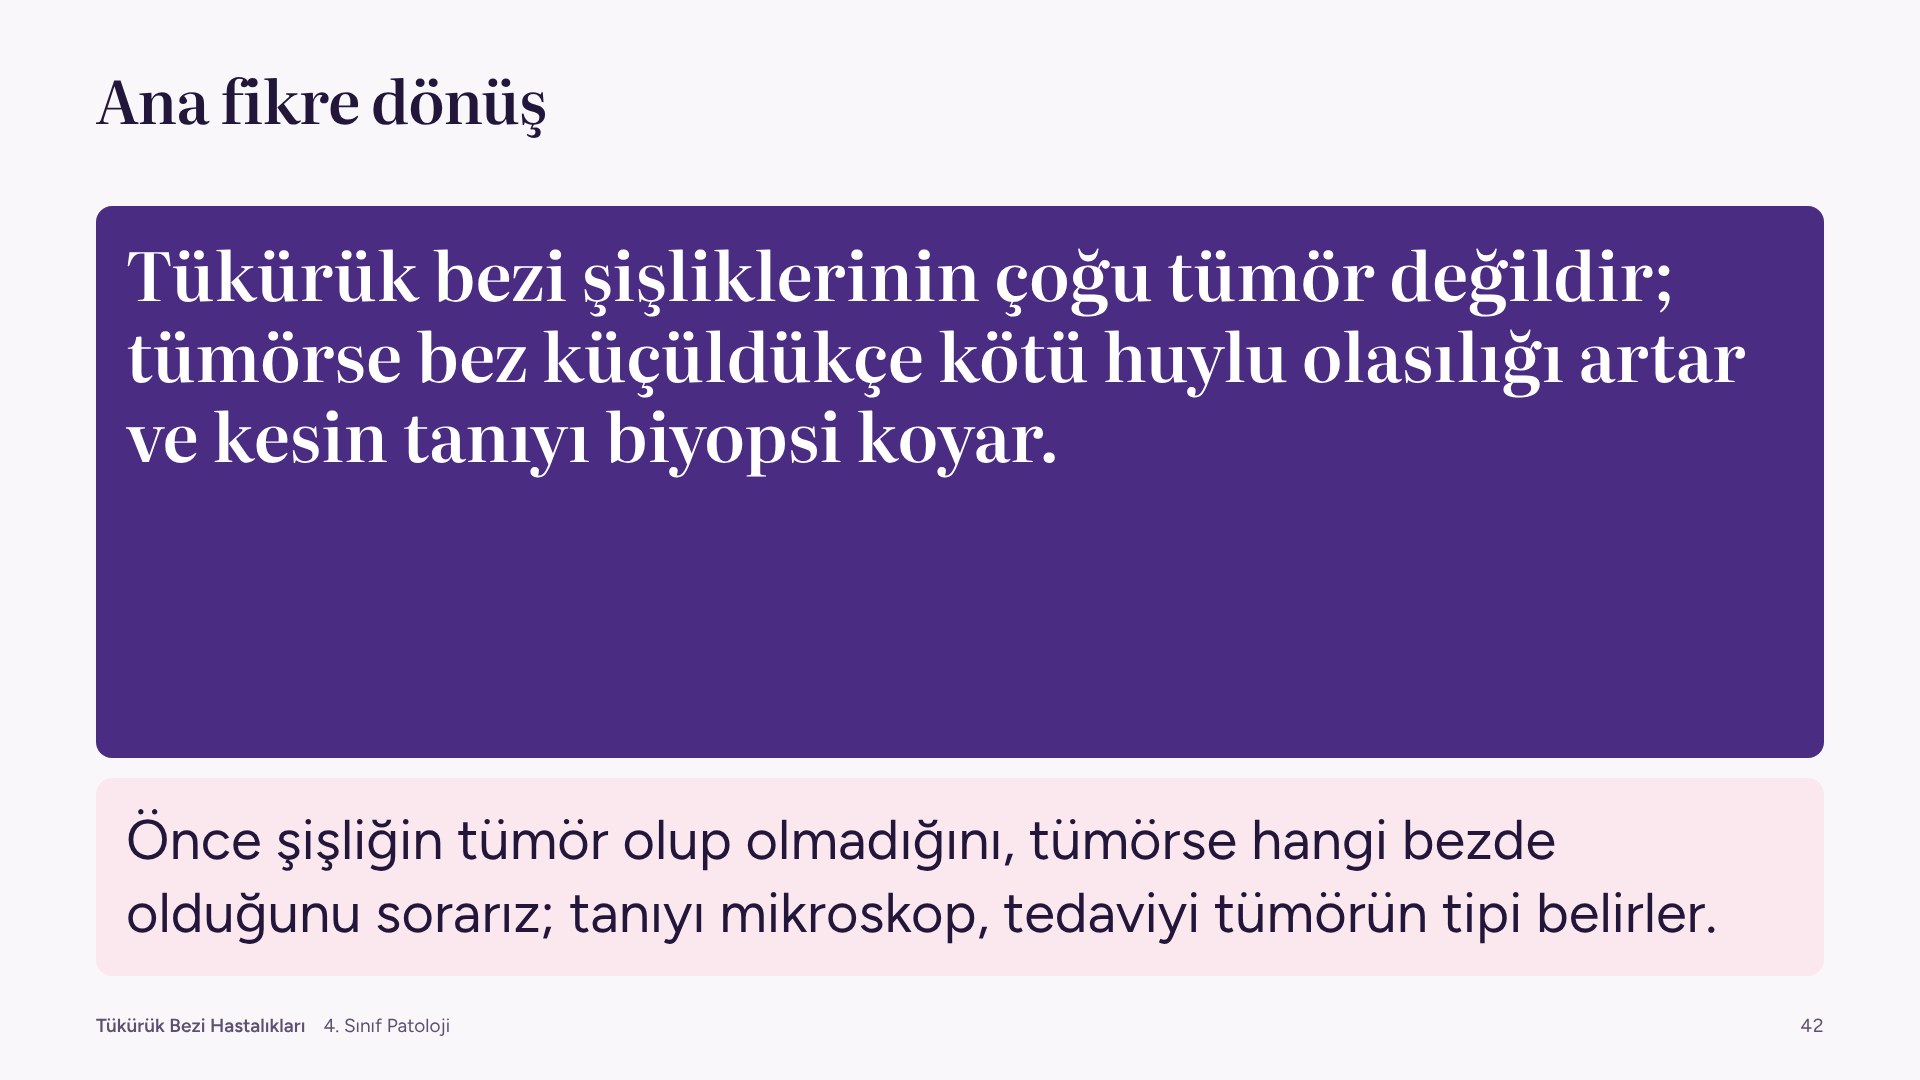 Ana fikre dönüş
Tükürük bezi şişliklerinin çoğu tümör değildir;
tümörse bez küçüldükçe kötü huylu olasılığı artar
ve kesin tanıyı biyopsi koyar.
Önce şişliğin tümör olup olmadığını, tümörse hangi bezde
olduğunu sorarız; tanıyı mikroskop, tedaviyi tümörün tipi belirler.
Tükürük Bezi Hastalıkları 4. Sınıf Patoloji 42